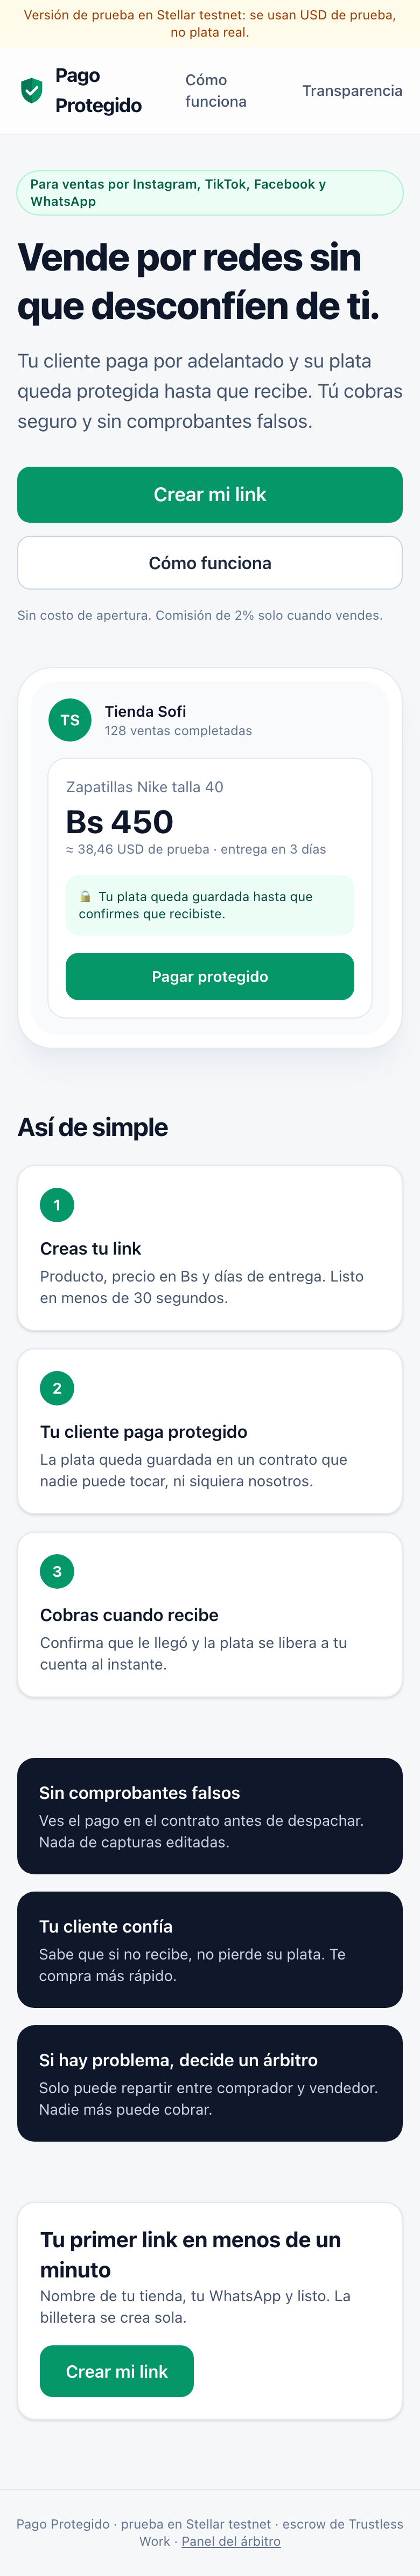 Versión de prueba en Stellar testnet: se usan USD de prueba,
no plata real.
Pago
Protegido
Cómo
funciona
Transparencia
Para ventas por Instagram, TikTok, Facebook y
WhatsApp
Vende por redes sin
que desconfíen de ti.
Tu cliente paga por adelantado y su plata
queda protegida hasta que recibe. Tú cobras
seguro y sin comprobantes falsos.
Crear mi link
Cómo funciona
Sin costo de apertura. Comisión de 2% solo cuando vendes.
TS
Tienda Sofi
128 ventas completadas
Zapatillas Nike talla 40
Bs 450
≈ 38,46 USD de prueba · entrega en 3 días
🔒 Tu plata queda guardada hasta que
confirmes que recibiste.
Pagar protegido
Así de simple
1
Creas tu link
Producto, precio en Bs y días de entrega. Listo
en menos de 30 segundos.
2
Tu cliente paga protegido
La plata queda guardada en un contrato que
nadie puede tocar, ni siquiera nosotros.
3
Cobras cuando recibe
Confirma que le llegó y la plata se libera a tu
cuenta al instante.
Sin comprobantes falsos
Ves el pago en el contrato antes de despachar.
Nada de capturas editadas.
Tu cliente confía
Sabe que si no recibe, no pierde su plata. Te
compra más rápido.
Si hay problema, decide un árbitro
Solo puede repartir entre comprador y vendedor.
Nadie más puede cobrar.
Tu primer link en menos de un
minuto
Nombre de tu tienda, tu WhatsApp y listo. La
billetera se crea sola.
Crear mi link
Pago Protegido · prueba en Stellar testnet · escrow de Trustless
Work · Panel del árbitro